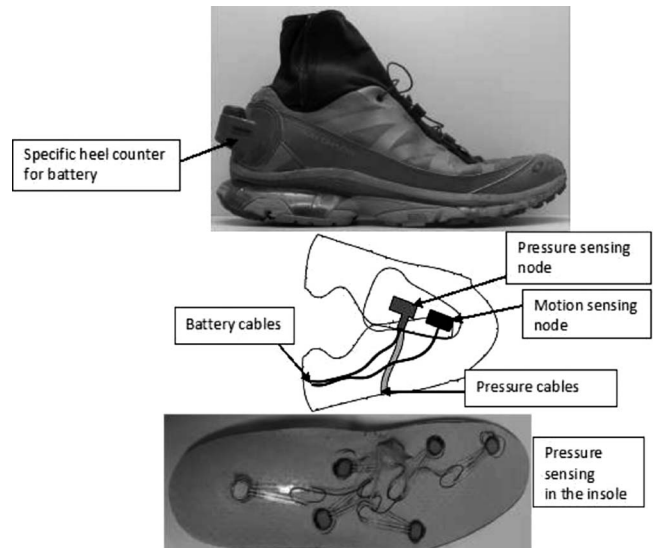 Specific heel counter
for battery
Pressure sensing
node
Motion sensing
node
Battery cables
Pressure cables
Pressure
sensing
in the insole